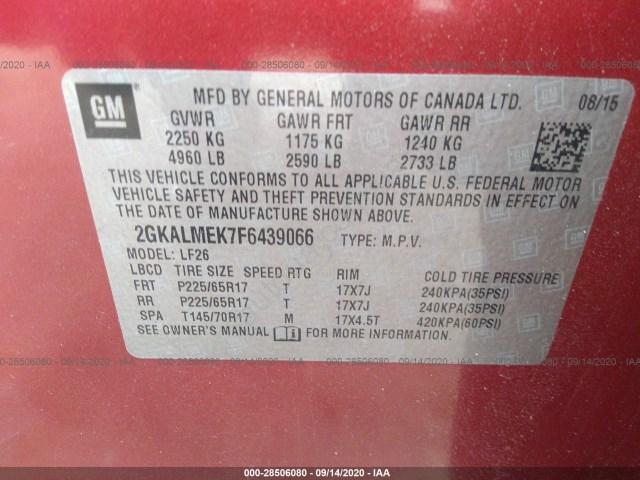 GM
MFD BY GENERAL MOTORS OF CANADA LTD. 08/15
GVWR GAWR FRT GAWR RR
2250 KG 1175 KG 1240 KG
4960 LB 2590 LB 2733 LB
THIS VEHICLE CONFORMS TO ALL APPLICABLE U.S. FEDERAL MOTOR
VEHICLE SAFETY AND THEFT PREVENTION STANDARDS IN EFFECT ON
THE DATE OF MANUFACTURE SHOWN ABOVE.
2GKALMEK7F6439066 TYPE: M.P.V.
MODEL: LF26
LBCD TIRE SIZE SPEED RTG RIM COLD TIRE PRESSURE
FRT P225/65R17 T 17X7J 240KPA(35PSI)
RR P225/65R17 T 17X7J 240KPA(35PSI)
SPA T145/70R17 M 17X4.5T 420KPA(60PSI)
SEE OWNER'S MANUAL FOR MORE INFORMATION.
000-28506080 - 09/14/2020 - IAA